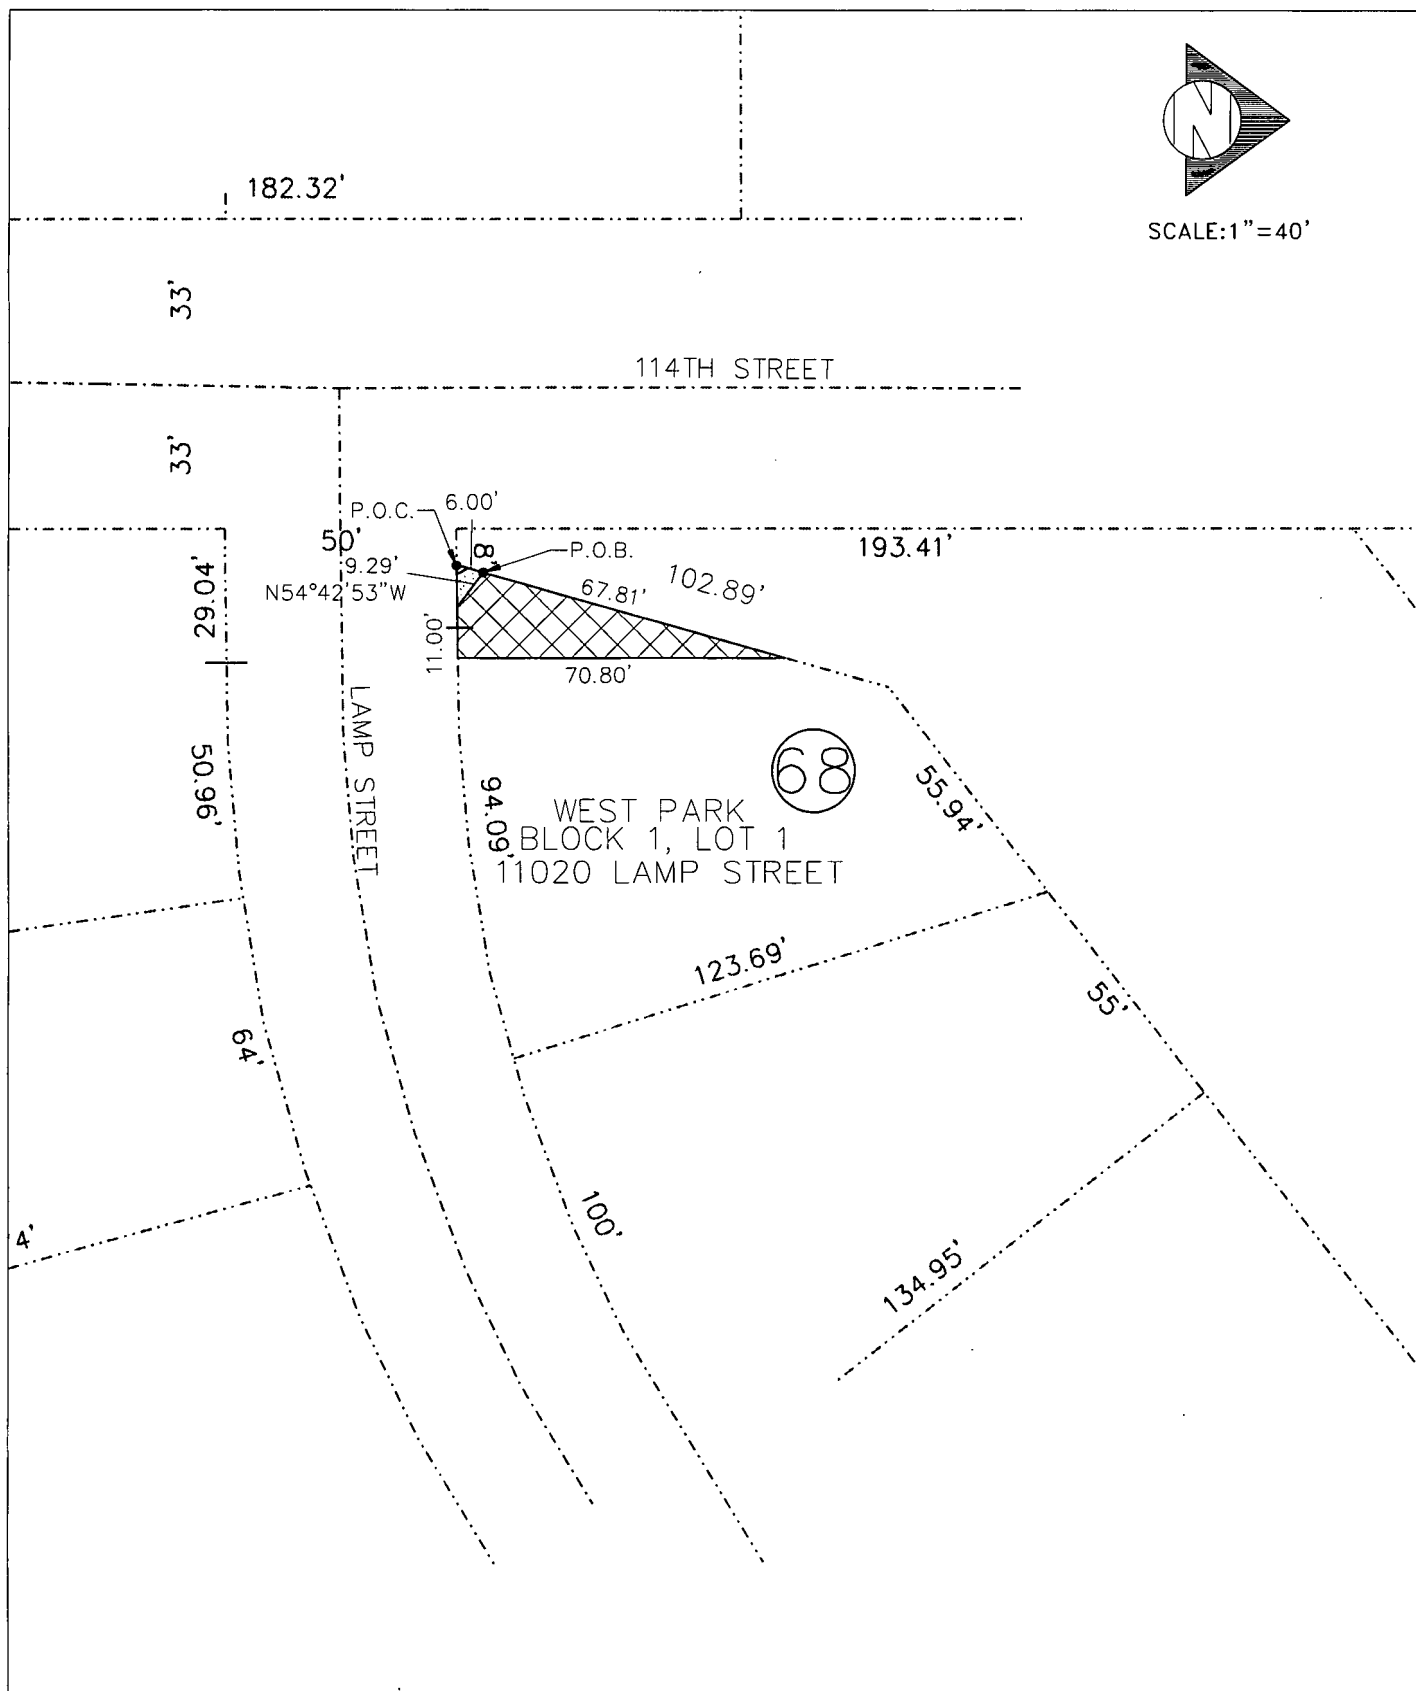 N
SCALE:1"=40'
182.32'
33'
114TH STREET
33'
P.O.C.
6.00'
50'
8'
P.O.B.
193.41'
9.29'
N54°42'53"W
67.81'
102.89'
29.04'
11.00'
70.80'
LAMP STREET
50.96'
94.09'
68
55.94'
WEST PARK
BLOCK 1, LOT 1
11020 LAMP STREET
123.69'
55'
64'
4'
100'
134.95'